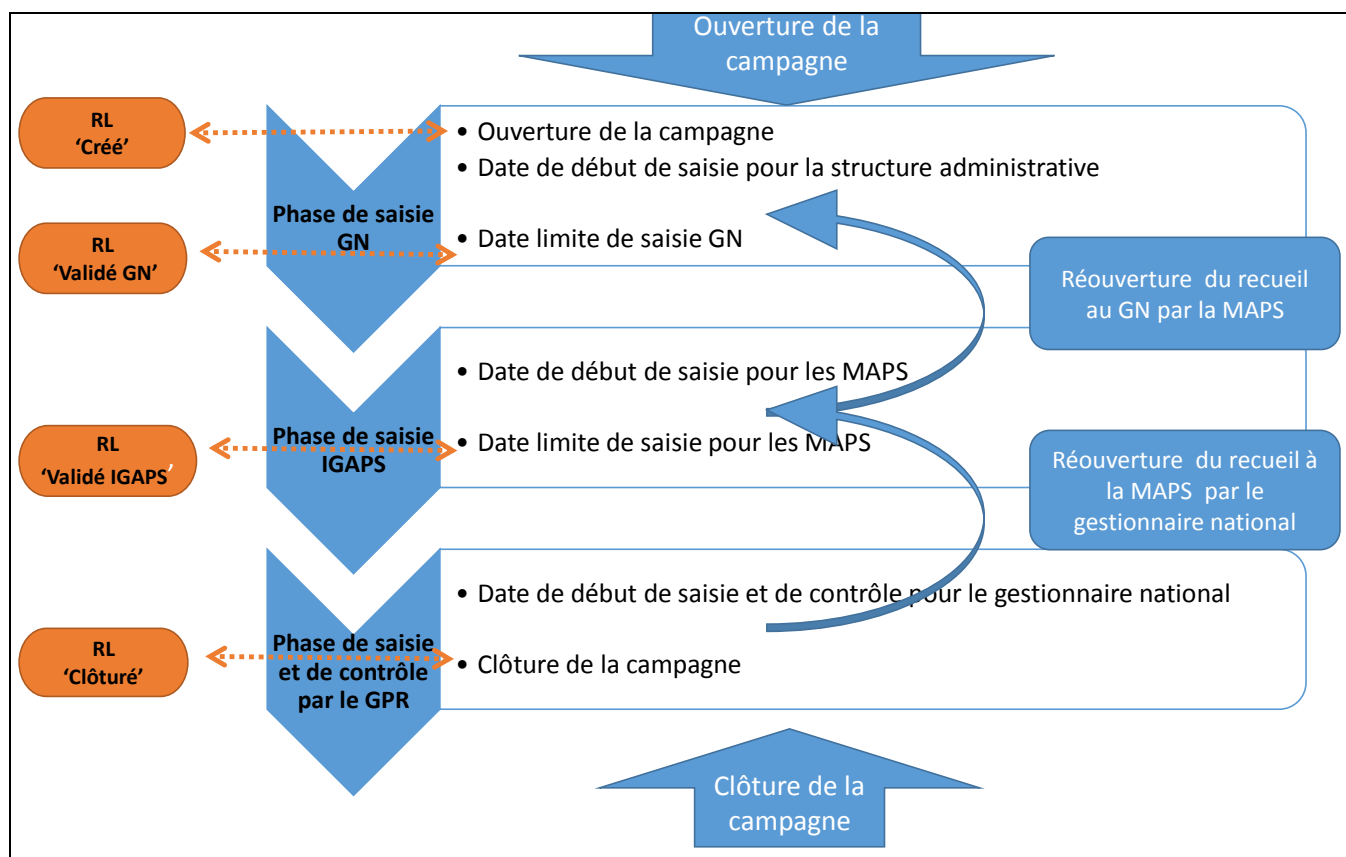 Ouverture de la
campagne
RL
‘Créé’
• Ouverture de la campagne
• Date de début de saisie pour la structure administrative
Phase de saisie
GN
RL
‘Validé GN’
• Date limite de saisie GN
Réouverture du recueil
au GN par la MAPS
• Date de début de saisie pour les MAPS
Phase de saisie
IGAPS
RL
‘Validé IGAPS’
• Date limite de saisie pour les MAPS
Réouverture du recueil à
la MAPS par le
gestionnaire national
• Date de début de saisie et de contrôle pour le gestionnaire national
Phase de saisie
et de contrôle
par le GPR
RL
‘Clôturé’
• Clôture de la campagne
Clôture de la
campagne